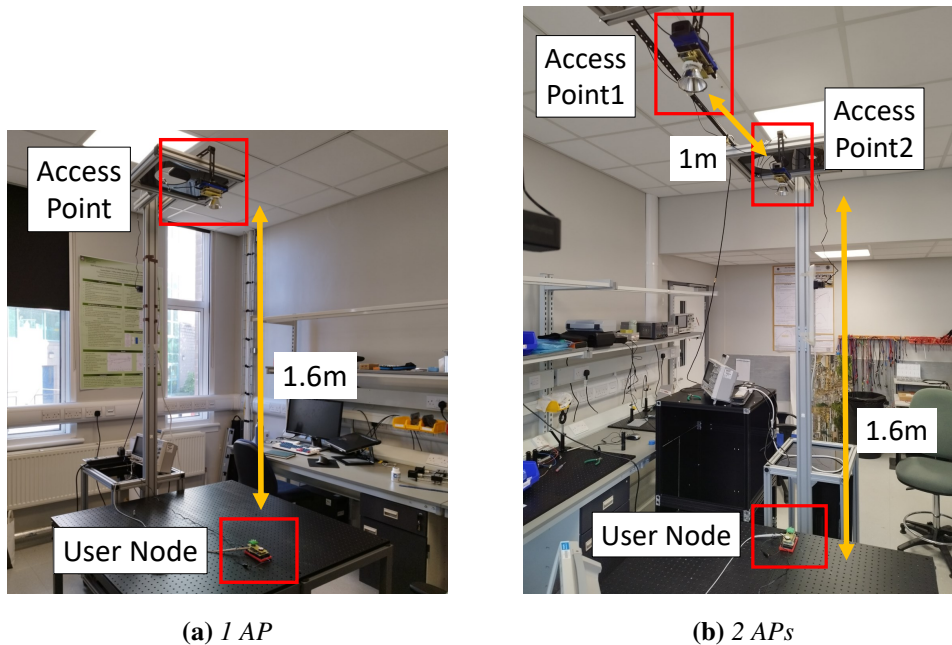 Access
Point
1.6m
User Node
(a) 1 AP
Access
Point1
Access
Point2
1m
1.6m
User Node
(b) 2 APs